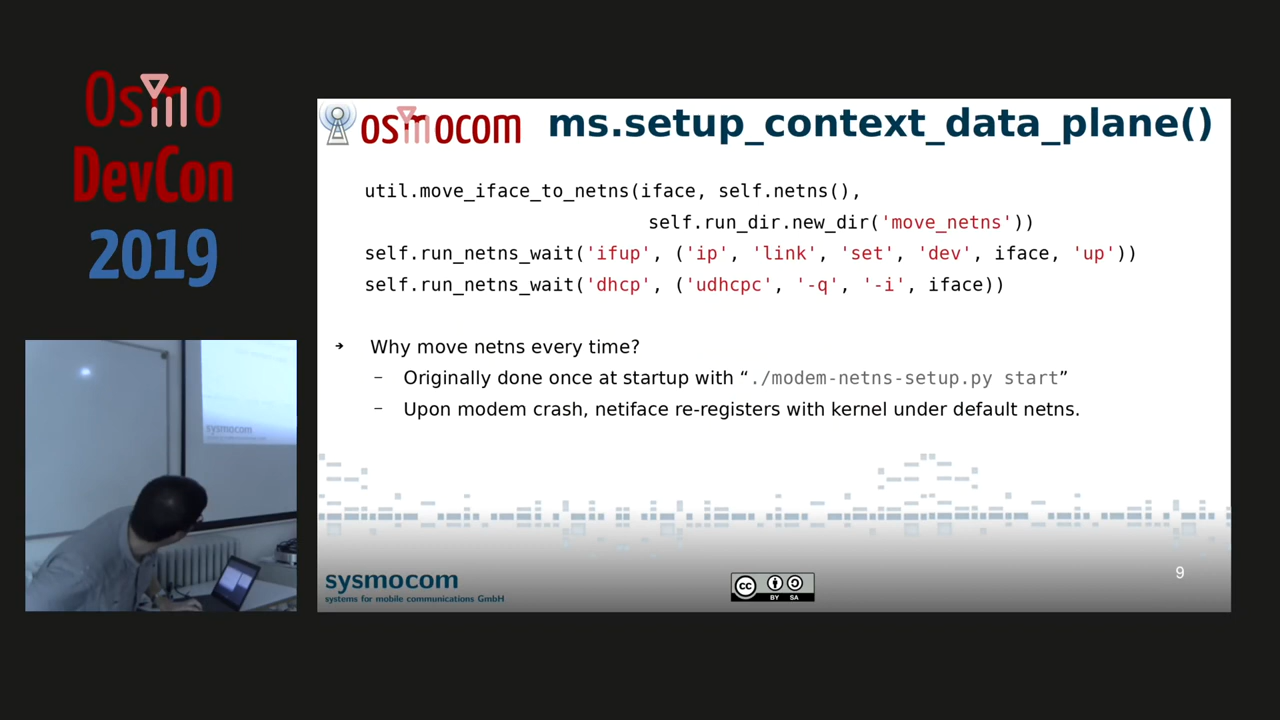 Osmo
DevCon
2019
osmocom
ms.setup_context_data_plane()
util.move_iface_to_netns(iface, self.netns(),
self.run_dir.new_dir('move_netns'))
self.run_netns_wait('ifup', ('ip', 'link', 'set', 'dev', iface, 'up'))
self.run_netns_wait('dhcp', ('udhcpc', '-q', '-i', iface))
➔ Why move netns every time?
– Originally done once at startup with “./modem-netns-setup.py start”
– Upon modem crash, netiface re-registers with kernel under default netns.
sysmocom
sysmocom
systems for mobile communications GmbH
cc
BY SA
9